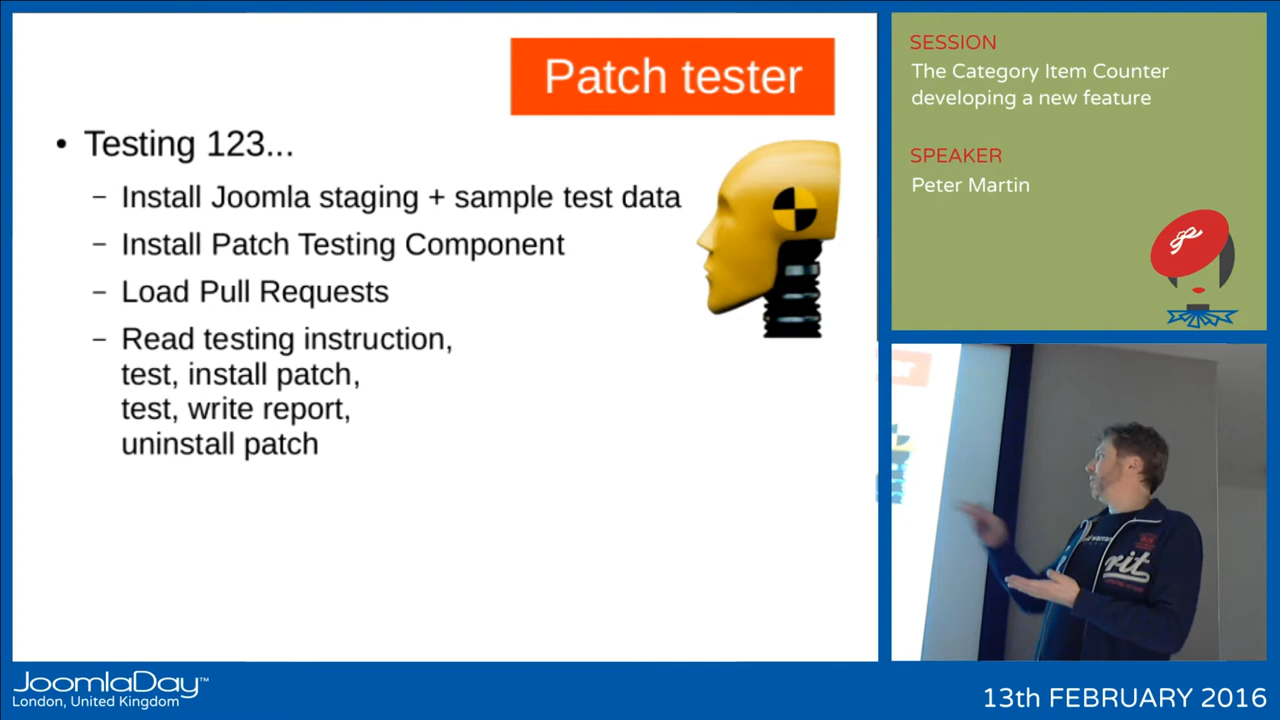 Patch tester
• Testing 123...
– Install Joomla staging + sample test data
– Install Patch Testing Component
– Load Pull Requests
– Read testing instruction,
test, install patch,
test, write report,
uninstall patch
SESSION
The Category Item Counter
developing a new feature
SPEAKER
Peter Martin
JoomlaDay™
London, United Kingdom
13th FEBRUARY 2016